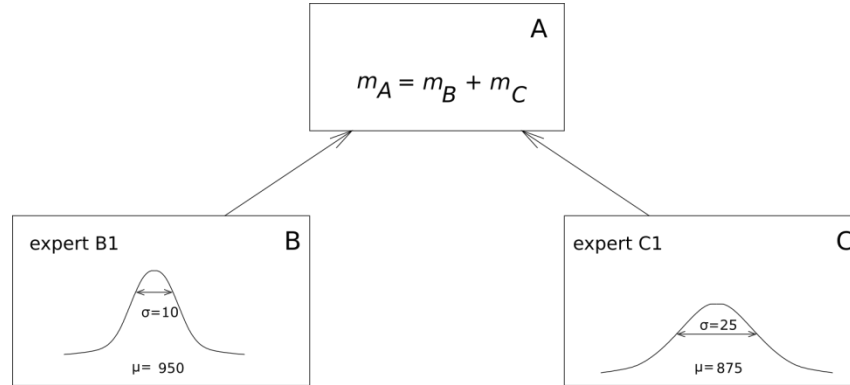 A
m_A = m_B + m_C
expert B1
B
σ=10
μ= 950
expert C1
C
σ=25
μ=875